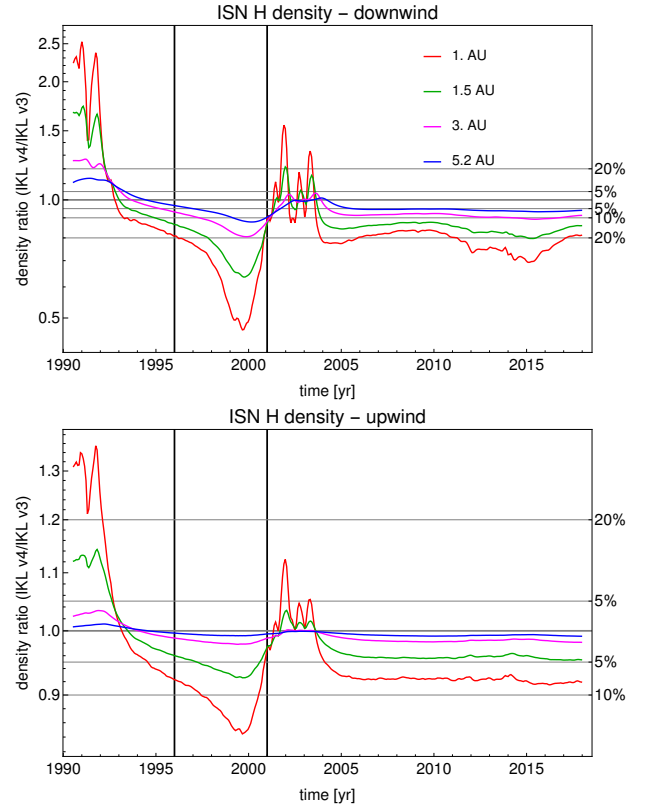 ISN H density – downwind
density ratio (IKL v4/IKL v3)
2.5
2.0
1.5
1.0
0.5
1. AU
1.5 AU
3. AU
5.2 AU
20%
5%
5%
10%
20%
1990 1995 2000 2005 2010 2015
time [yr]
ISN H density – upwind
density ratio (IKL v4/IKL v3)
1.3
1.2
1.1
1.0
0.9
20%
5%
5%
10%
1990 1995 2000 2005 2010 2015
time [yr]